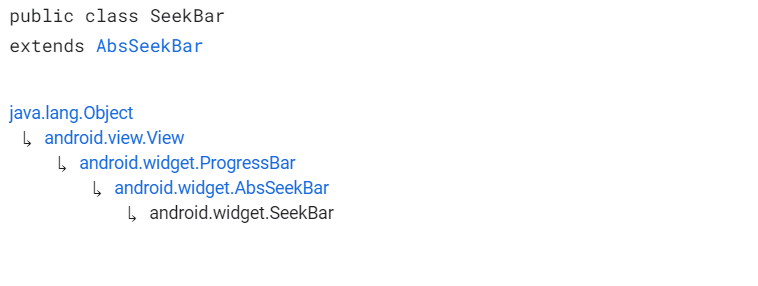 public class SeekBar
extends AbsSeekBar
java.lang.Object
↳ android.view.View
↳ android.widget.ProgressBar
↳ android.widget.AbsSeekBar
↳ android.widget.SeekBar